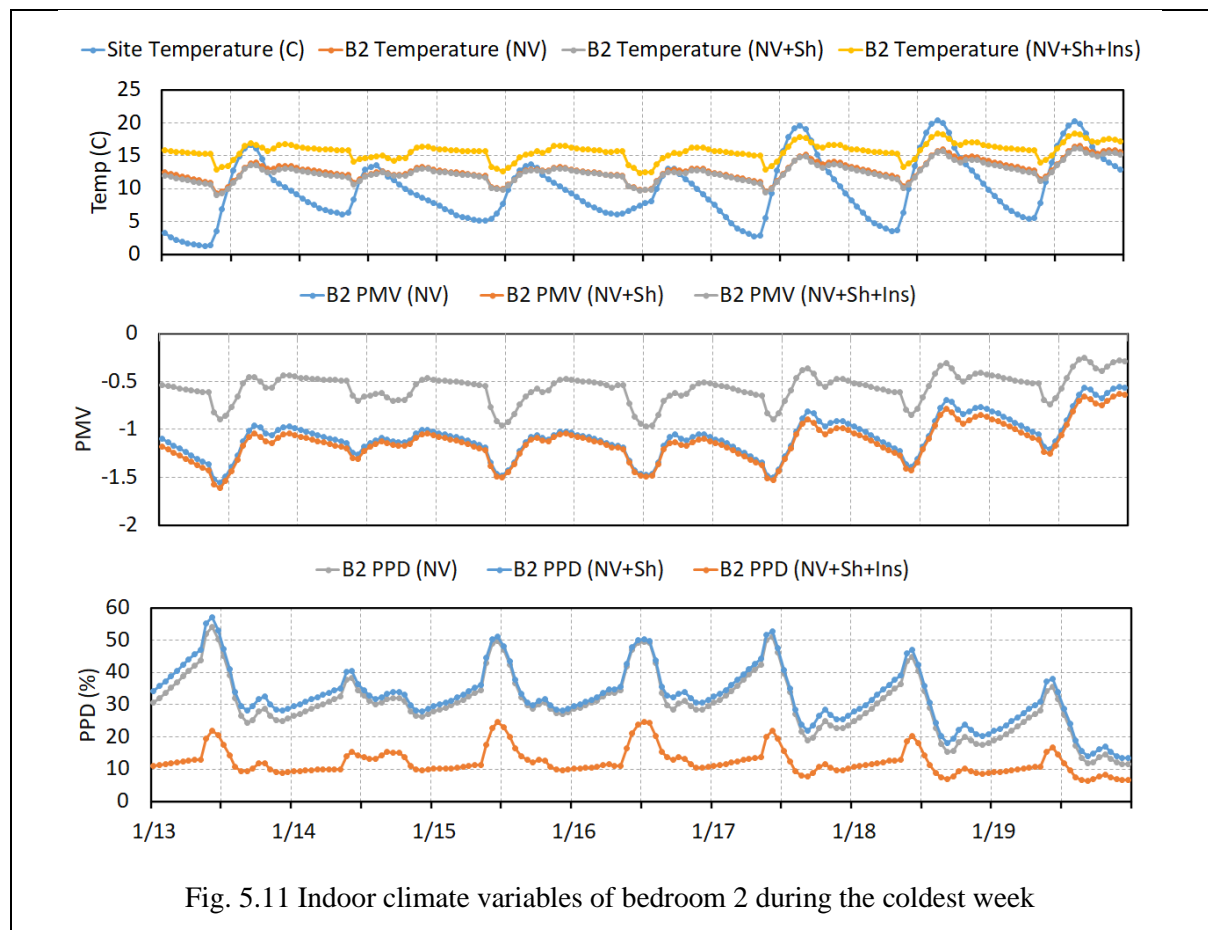 Site Temperature (C) B2 Temperature (NV) B2 Temperature (NV+Sh) B2 Temperature (NV+Sh+Ins)
25
20
15
10
5
0
Temp (C)
B2 PMV (NV) B2 PMV (NV+Sh) B2 PMV (NV+Sh+Ins)
0
-0.5
-1
-1.5
-2
PMV
B2 PPD (NV) B2 PPD (NV+Sh) B2 PPD (NV+Sh+Ins)
60
50
40
30
20
10
0
PPD (%)
1/13 1/14 1/15 1/16 1/17 1/18 1/19
Fig. 5.11 Indoor climate variables of bedroom 2 during the coldest week